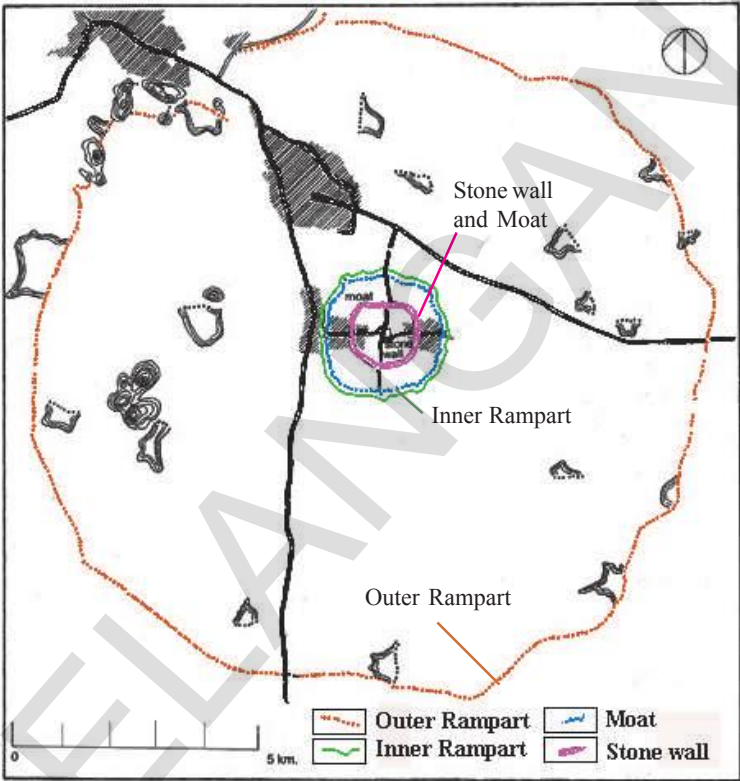 Stone wall
and Moat
moat
stone
wall
Inner Rampart
Outer Rampart
Outer Rampart
Moat
Inner Rampart
Stone wall
0
5 km.
ELANGAN